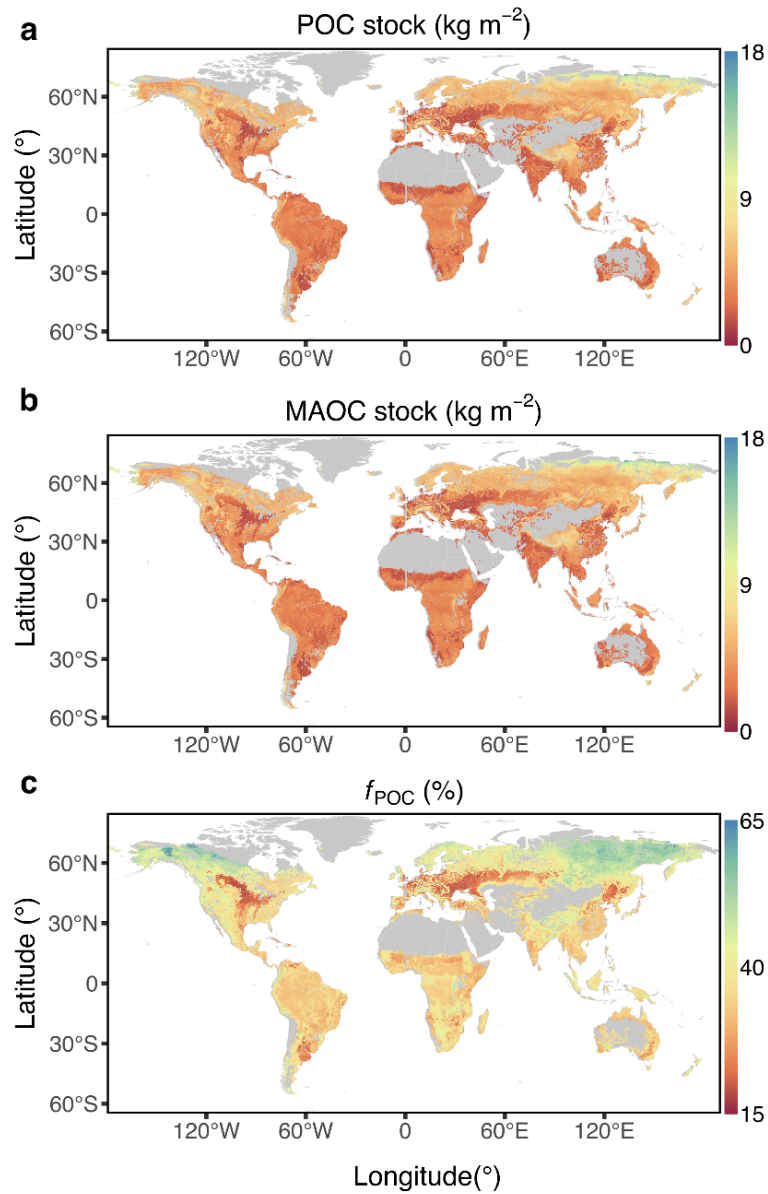 a
POC stock (kg m⁻²)
18
9
0
60°N
30°N
0
30°S
60°S
Latitude (°)
120°W 60°W 0 60°E 120°E
b
MAOC stock (kg m⁻²)
18
9
0
60°N
30°N
0
30°S
60°S
Latitude (°)
120°W 60°W 0 60°E 120°E
c
fPOC (%)
65
40
15
60°N
30°N
0
30°S
60°S
Latitude (°)
120°W 60°W 0 60°E 120°E
Longitude(°)